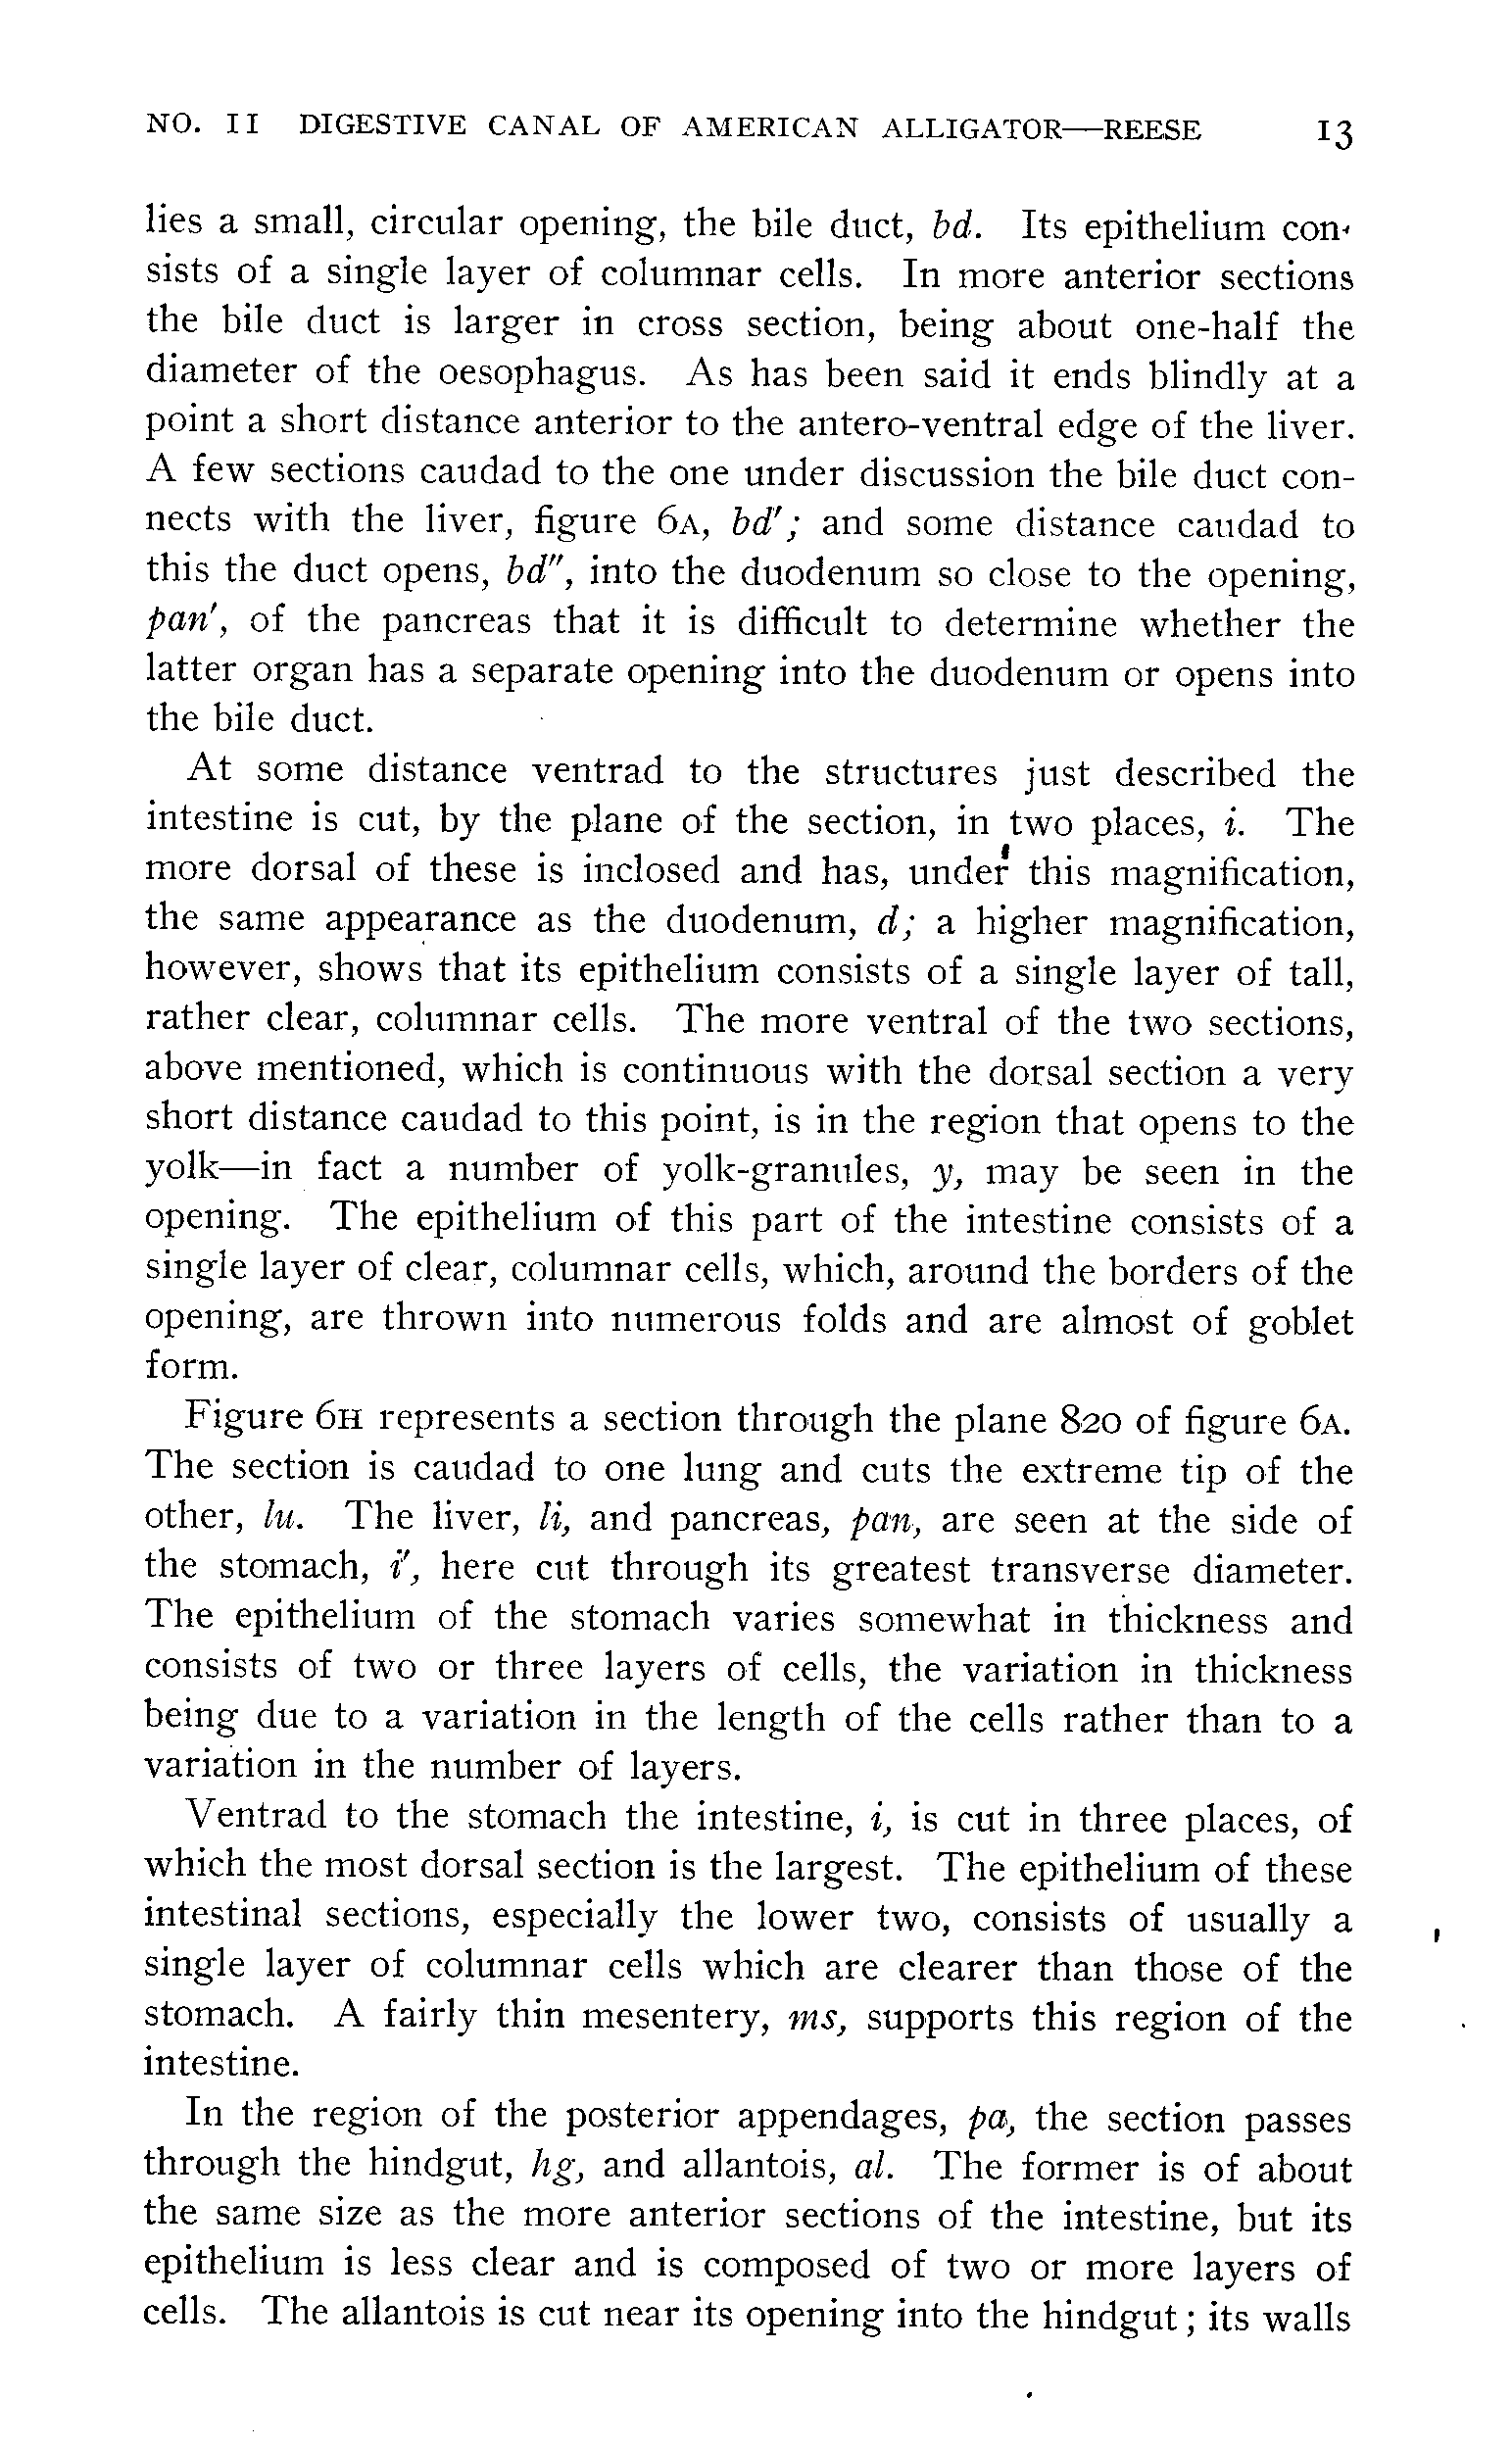 NO. II DIGESTIVE CANAL OF AMERICAN ALLIGATOR—REESE 13
lies a small, circular opening, the bile duct, bd. Its epithelium con-
sists of a single layer of columnar cells. In more anterior sections
the bile duct is larger in cross section, being about one-half the
diameter of the oesophagus. As has been said it ends blindly at a
point a short distance anterior to the antero-ventral edge of the liver.
A few sections caudad to the one under discussion the bile duct con-
nects with the liver, figure 6A, bd'; and some distance caudad to
this the duct opens, bd", into the duodenum so close to the opening,
pan', of the pancreas that it is difficult to determine whether the
latter organ has a separate opening into the duodenum or opens into
the bile duct.
At some distance ventrad to the structures just described the
intestine is cut, by the plane of the section, in two places, i. The
more dorsal of these is inclosed and has, under this magnification,
the same appearance as the duodenum, d; a higher magnification,
however, shows that its epithelium consists of a single layer of tall,
rather clear, columnar cells. The more ventral of the two sections,
above mentioned, which is continuous with the dorsal section a very
short distance caudad to this point, is in the region that opens to the
yolk—in fact a number of yolk-granules, y, may be seen in the
opening. The epithelium of this part of the intestine consists of a
single layer of clear, columnar cells, which, around the borders of the
opening, are thrown into numerous folds and are almost of goblet
form.
Figure 6H represents a section through the plane 820 of figure 6A.
The section is caudad to one lung and cuts the extreme tip of the
other, lu. The liver, li, and pancreas, pan, are seen at the side of
the stomach, i', here cut through its greatest transverse diameter.
The epithelium of the stomach varies somewhat in thickness and
consists of two or three layers of cells, the variation in thickness
being due to a variation in the length of the cells rather than to a
variation in the number of layers.
Ventrad to the stomach the intestine, i, is cut in three places, of
which the most dorsal section is the largest. The epithelium of these
intestinal sections, especially the lower two, consists of usually a
single layer of columnar cells which are clearer than those of the
stomach. A fairly thin mesentery, ms, supports this region of the
intestine.
In the region of the posterior appendages, pa, the section passes
through the hindgut, hg, and allantois, al. The former is of about
the same size as the more anterior sections of the intestine, but its
epithelium is less clear and is composed of two or more layers of
cells. The allantois is cut near its opening into the hindgut; its walls